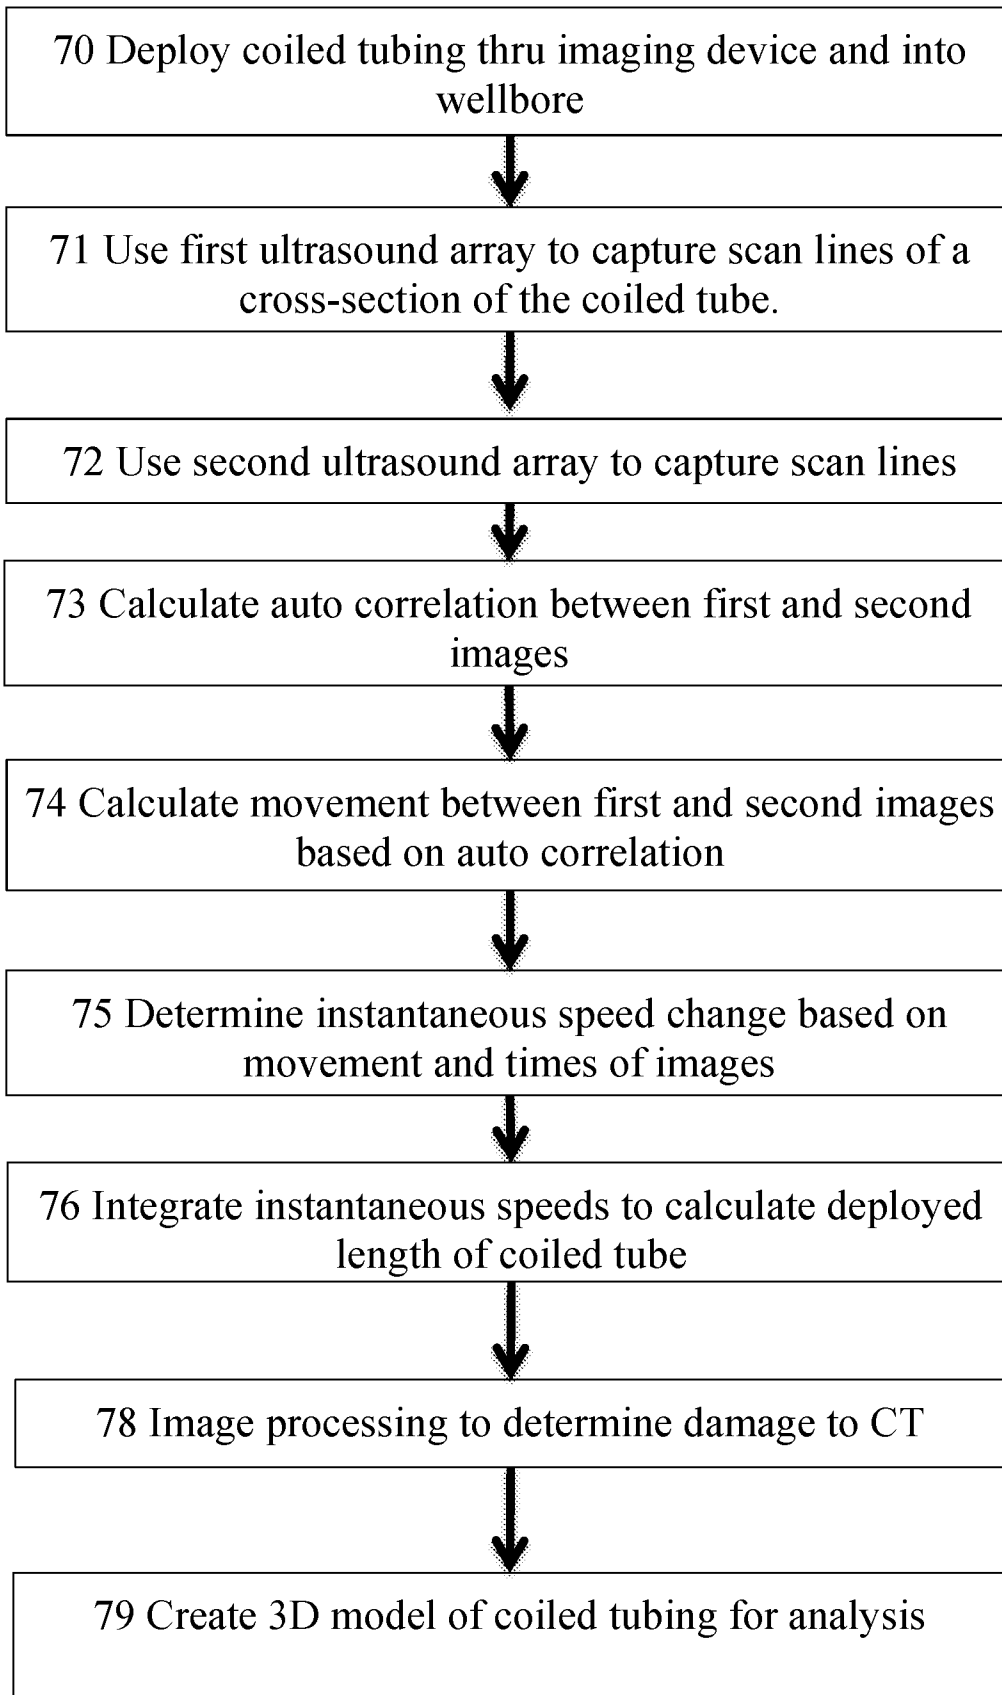 70 Deploy coiled tubing thru imaging device and into
wellbore
71 Use first ultrasound array to capture scan lines of a
cross-section of the coiled tube.
72 Use second ultrasound array to capture scan lines
73 Calculate auto correlation between first and second
images
74 Calculate movement between first and second images
based on auto correlation
75 Determine instantaneous speed change based on
movement and times of images
76 Integrate instantaneous speeds to calculate deployed
length of coiled tube
78 Image processing to determine damage to CT
79 Create 3D model of coiled tubing for analysis